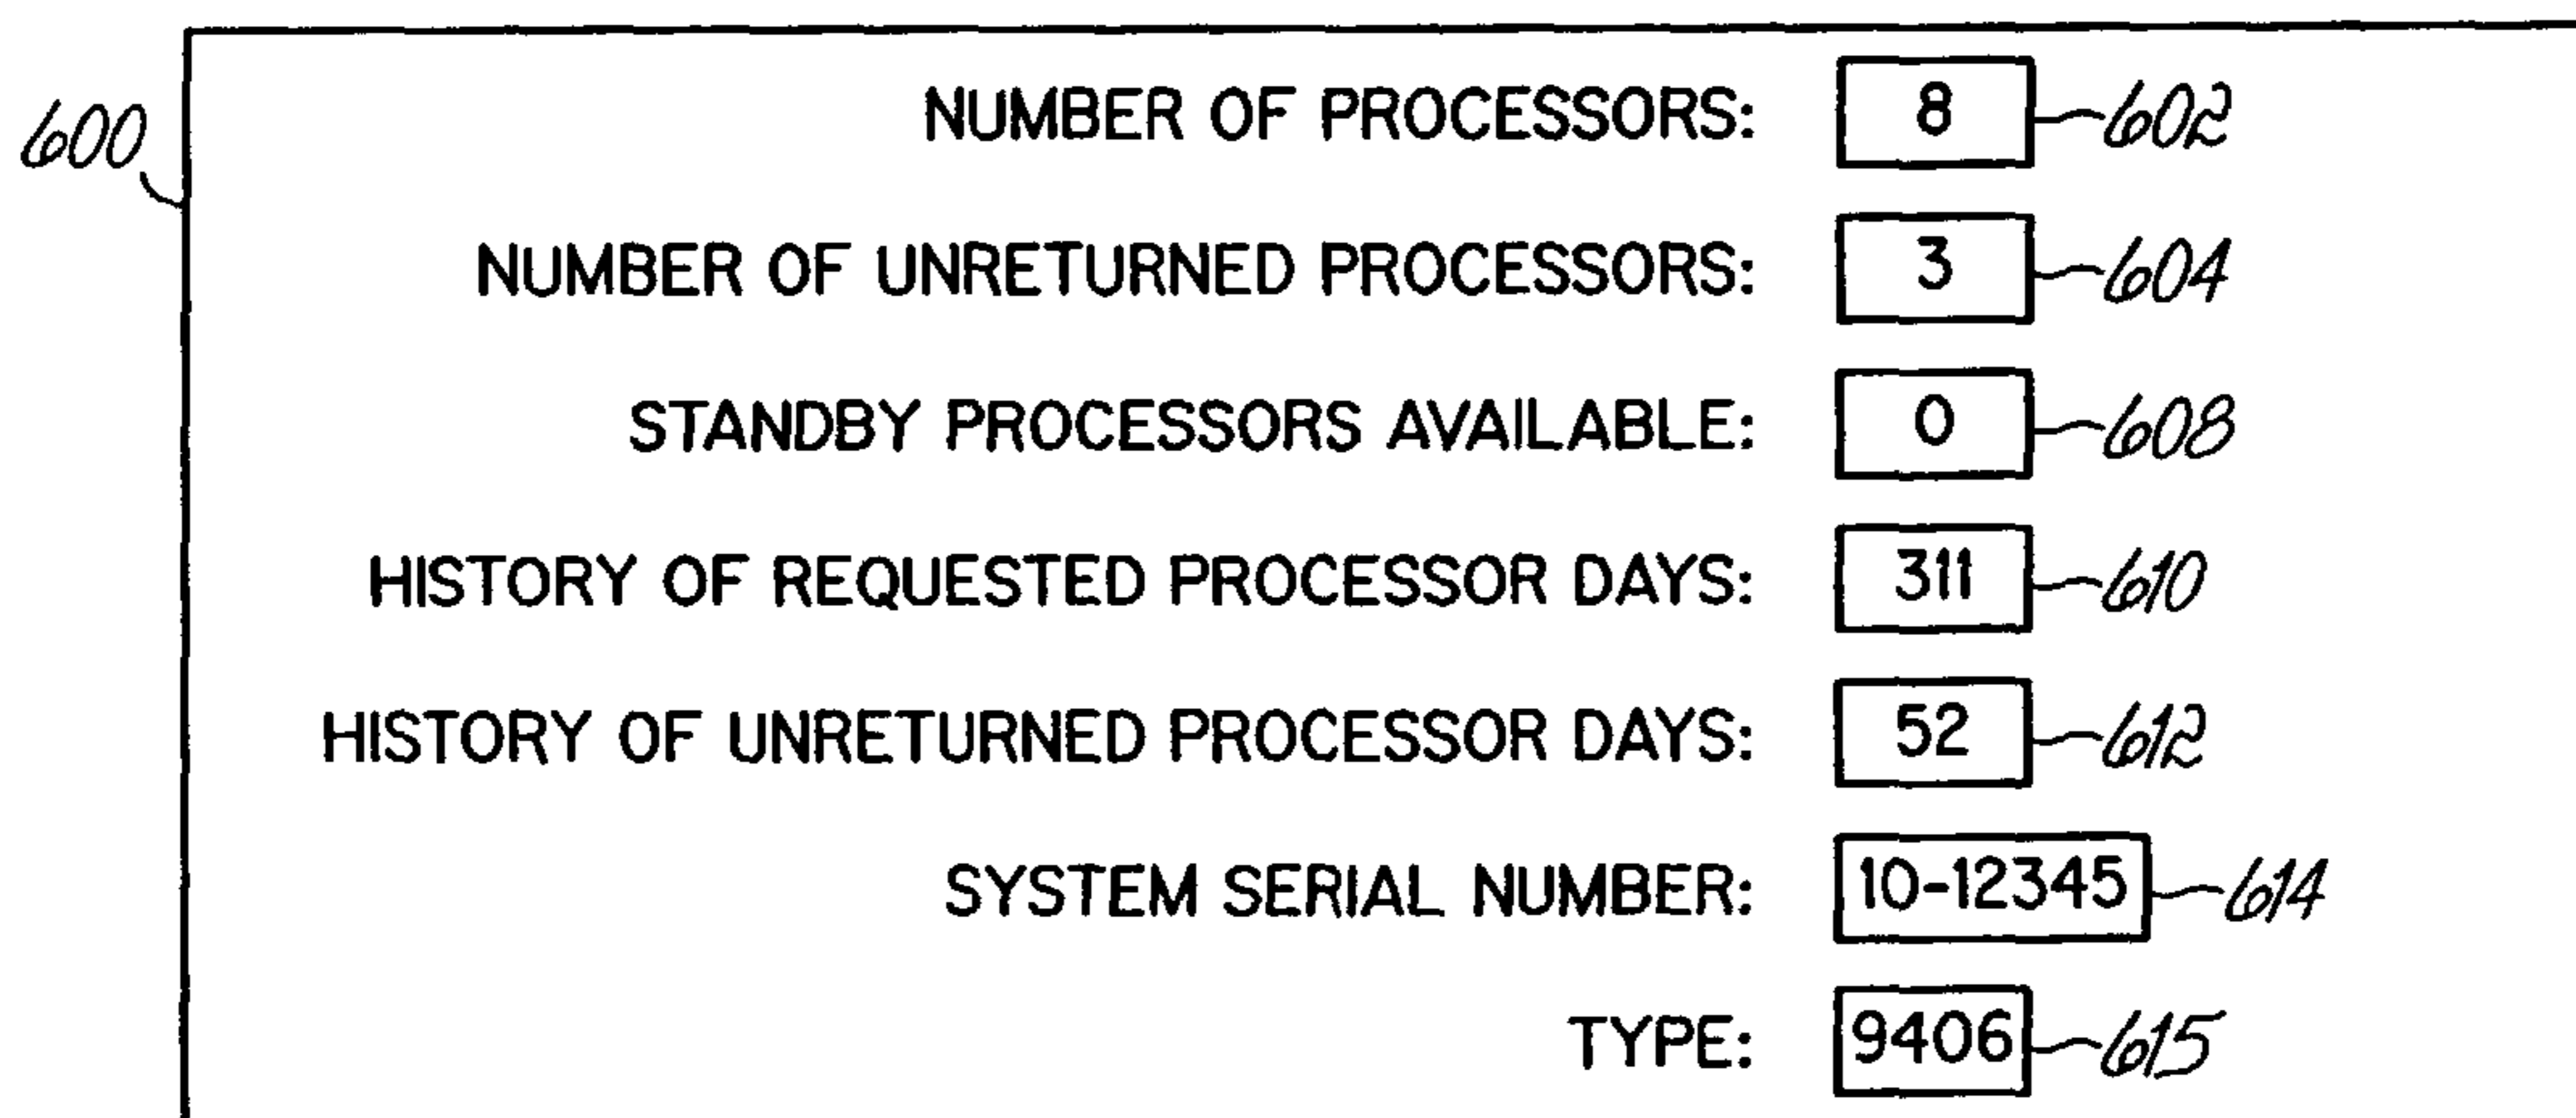 NUMBER OF PROCESSORS: 8 602
600
NUMBER OF UNRETURNED PROCESSORS: 3 604
STANDBY PROCESSORS AVAILABLE: 0 608
HISTORY OF REQUESTED PROCESSOR DAYS: 311 610
HISTORY OF UNRETURNED PROCESSOR DAYS: 52 612
SYSTEM SERIAL NUMBER: 10-12345 614
TYPE: 9406 615